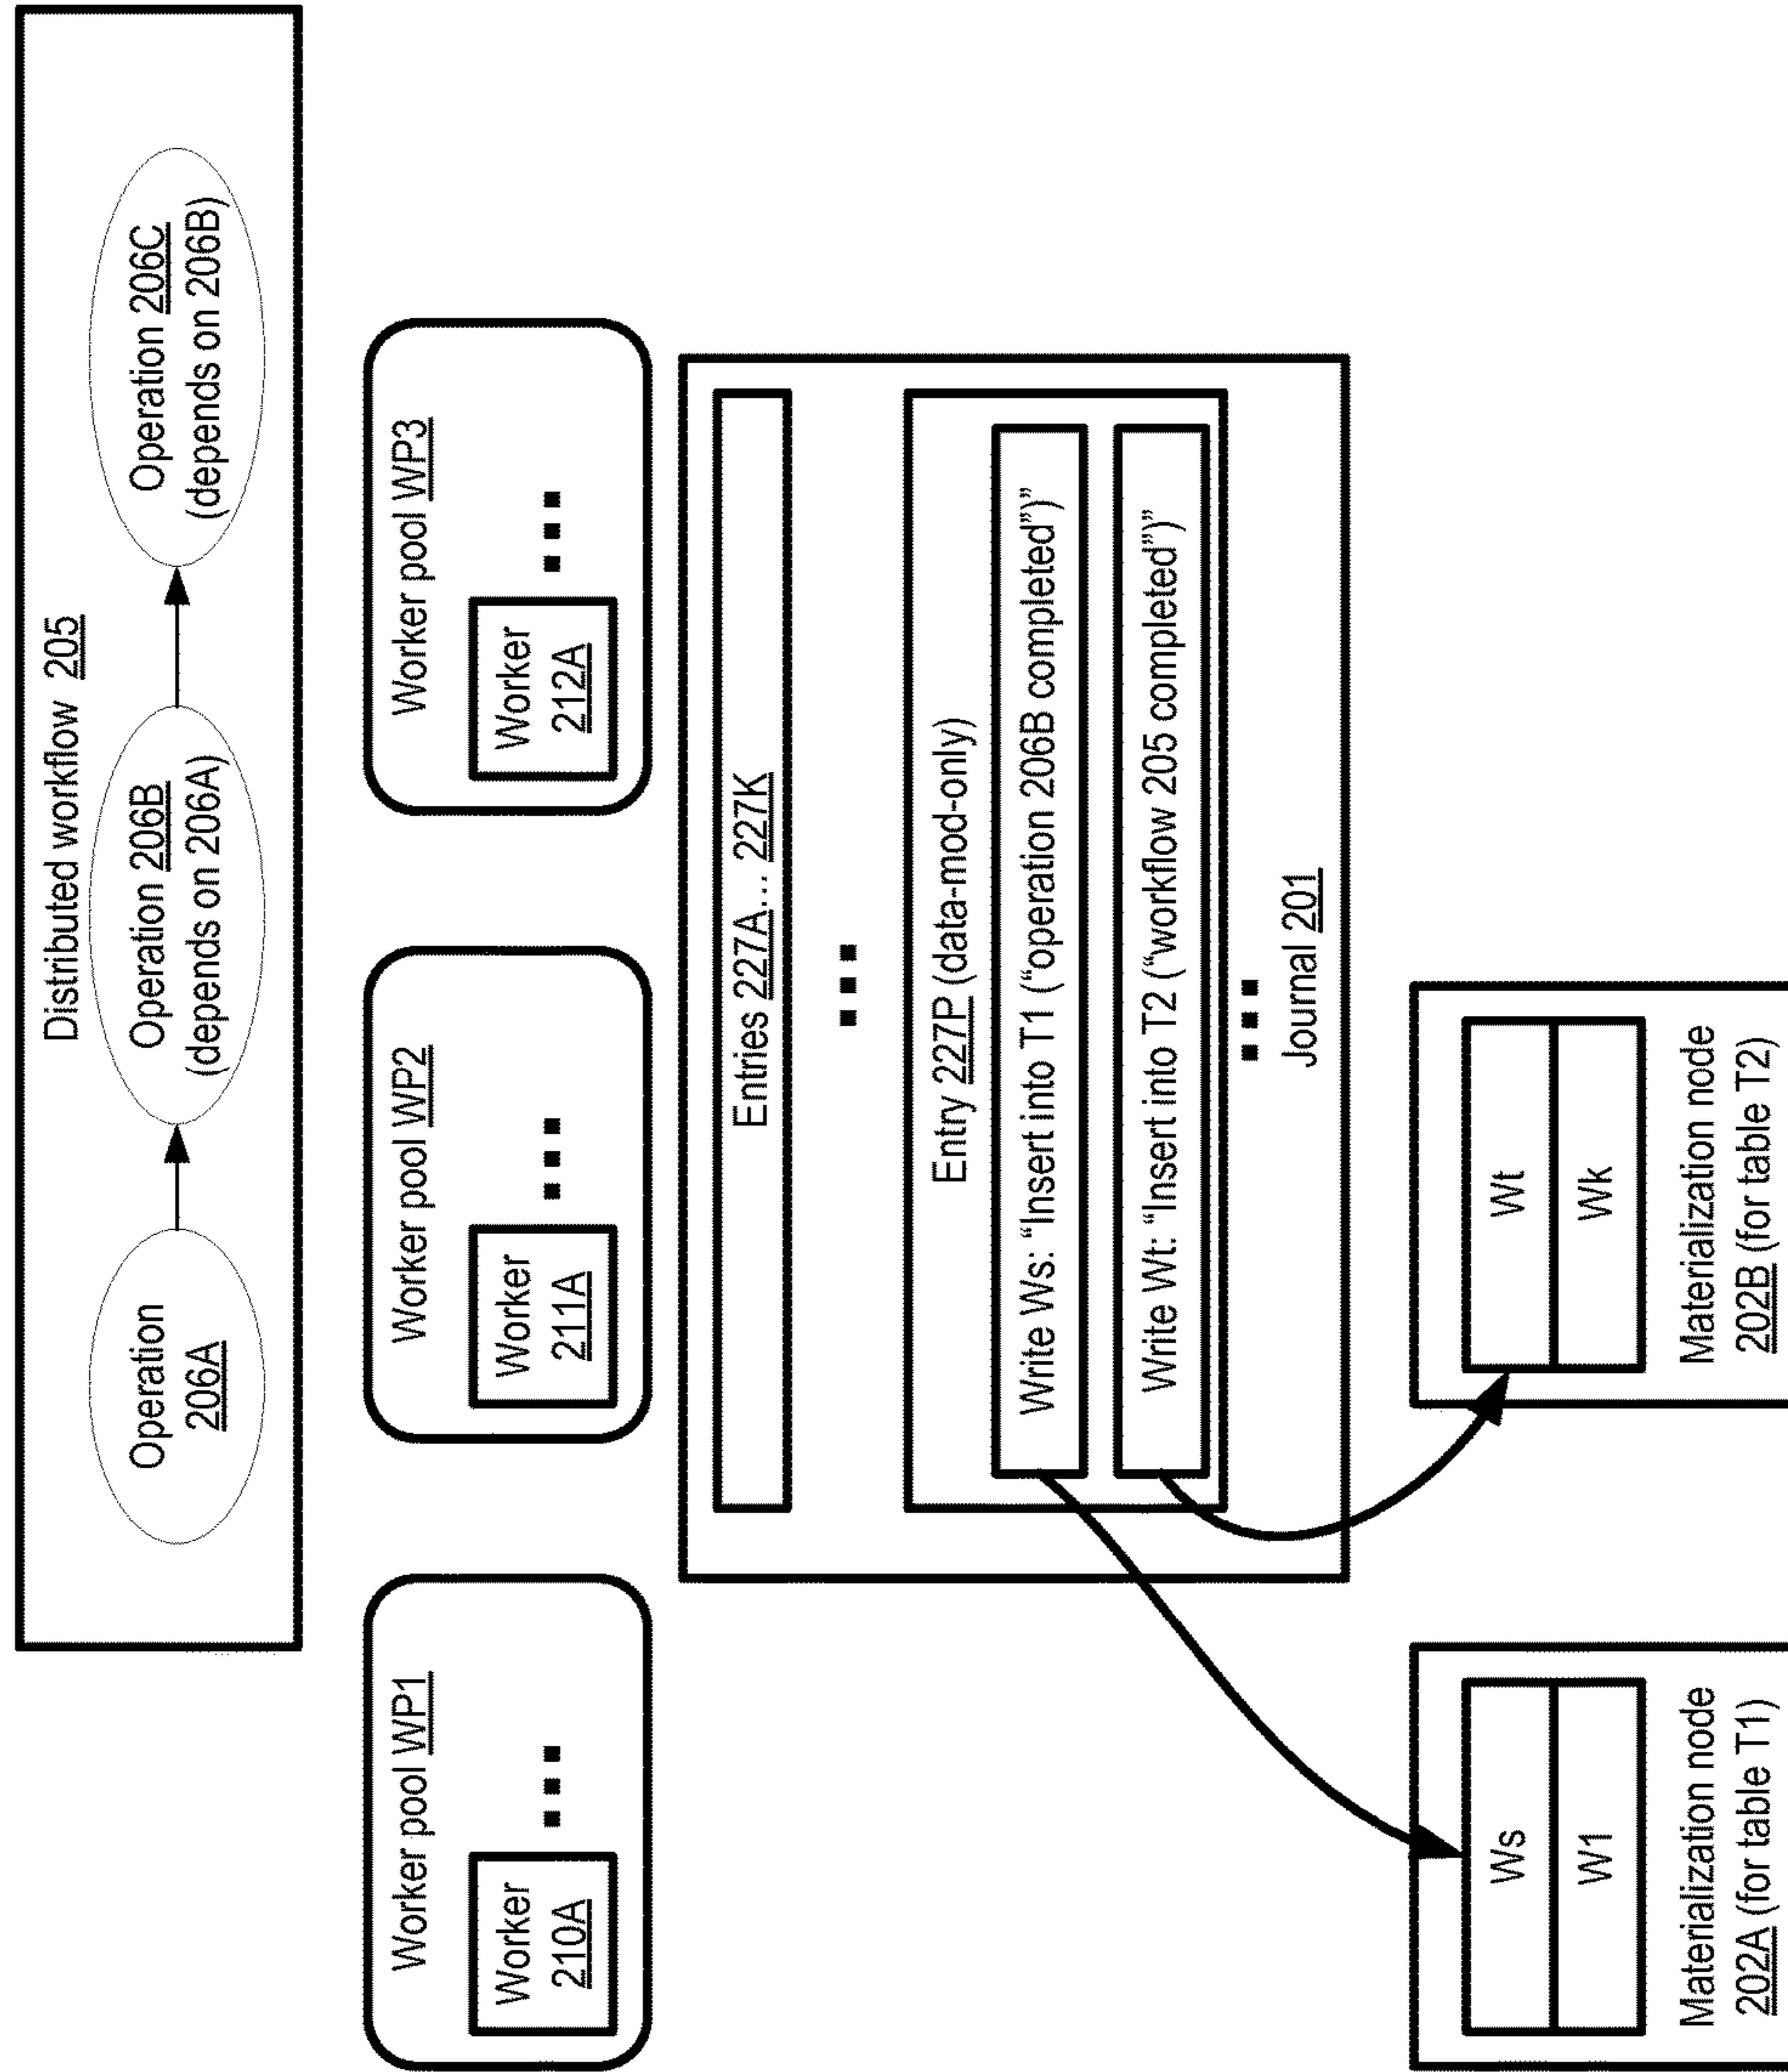 Distributed workflow 205
Operation
206A
Operation 206B
(depends on 206A)
Operation 206C
(depends on 206B)
Worker pool WP1
Worker
210A
Worker pool WP2
Worker
211A
Worker pool WP3
Worker
212A
Entries 227A... 227K
Entry 227P (data-mod-only)
Write Ws: “Insert into T1 (“operation 206B completed”)”
Write Wt: “Insert into T2 (“workflow 205 completed”)”
Journal 201
Ws
W1
Materialization node
202A (for table T1)
Wt
Wk
Materialization node
202B (for table T2)